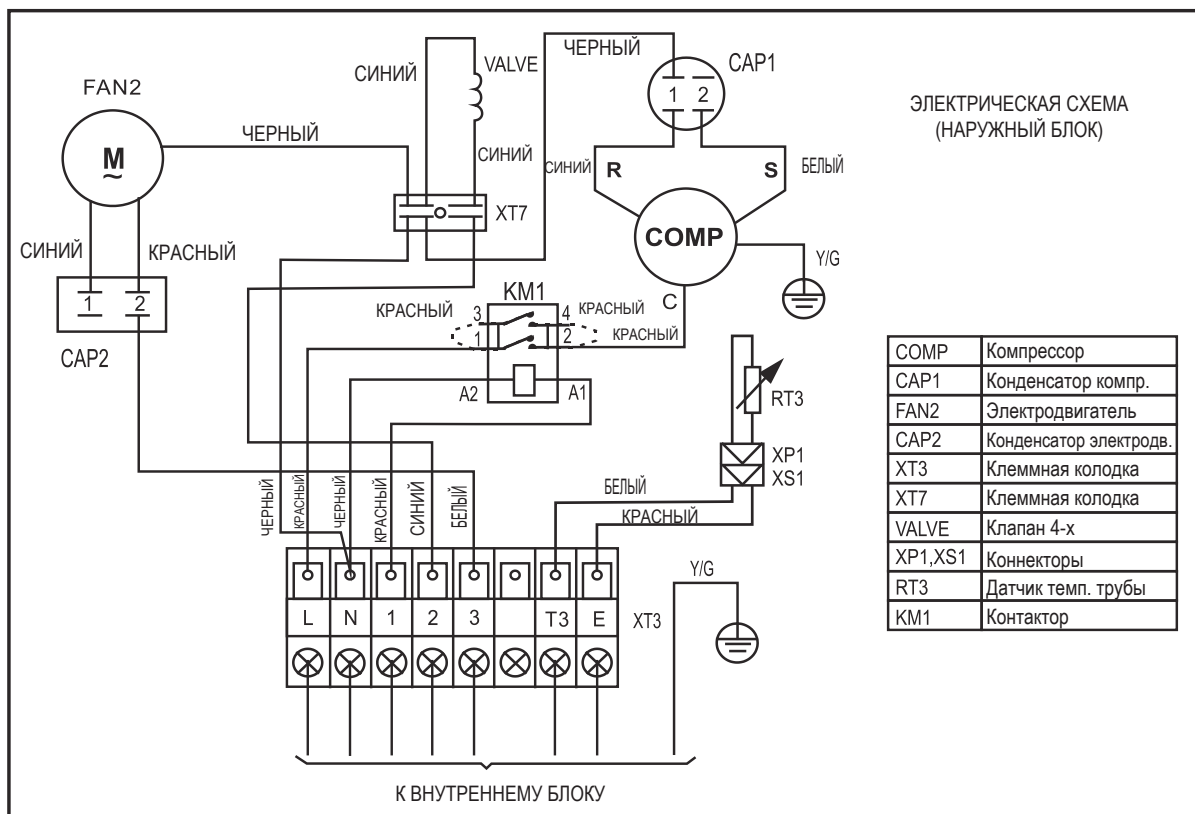 ЧЕРНЫЙ
CAP1
СИНИЙ
VALVE
FAN2
1 2
ЭЛЕКТРИЧЕСКАЯ СХЕМА
(НАРУЖНЫЙ БЛОК)
ЧЕРНЫЙ
M
~
СИНИЙ
СИНИЙ
R
S
БЕЛЫЙ
XT7
COMP
СИНИЙ
КРАСНЫЙ
Y/G
1 2
KM1
C
КРАСНЫЙ
3
4
КРАСНЫЙ
1
2
КРАСНЫЙ
CAP2
A2
A1
RT3
XP1
XS1
БЕЛЫЙ
КРАСНЫЙ
ЧЕРНЫЙ
КРАСНЫЙ
ЧЕРНЫЙ
КРАСНЫЙ
СИНИЙ
БЕЛЫЙ
Y/G
L N 1 2 3 T3 E
XT3
К ВНУТРЕННЕМУ БЛОКУ
COMP Компрессор
CAP1 Конденсатор компр.
FAN2 Электродвигатель
CAP2 Конденсатор электродв.
XT3 Клеммная колодка
XT7 Клеммная колодка
VALVE Клапан 4-х
XP1,XS1 Коннекторы
RT3 Датчик темп. трубы
KM1 Контактор